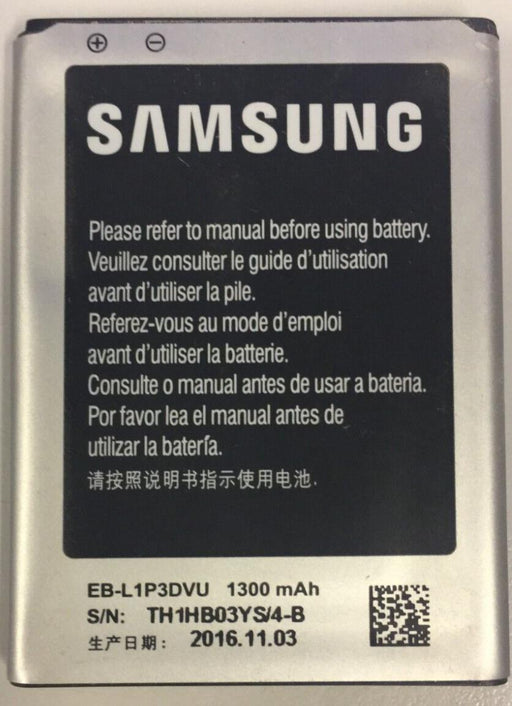 SAMSUNG
Please refer to manual before using battery.
Veuillez consulter le guide d'utilisation
avant d'utiliser la pile.
Referez-vous au mode d'emploi
avant d'utiliser la batterie.
Consulte o manual antes de usar a bateria.
Por favor lea el manual antes de
utilizar la batería.
请按照说明书指示使用电池.
EB-L1P3DVU 1300 mAh
S/N: TH1HB03YS/4-B
生产日期: 2016.11.03